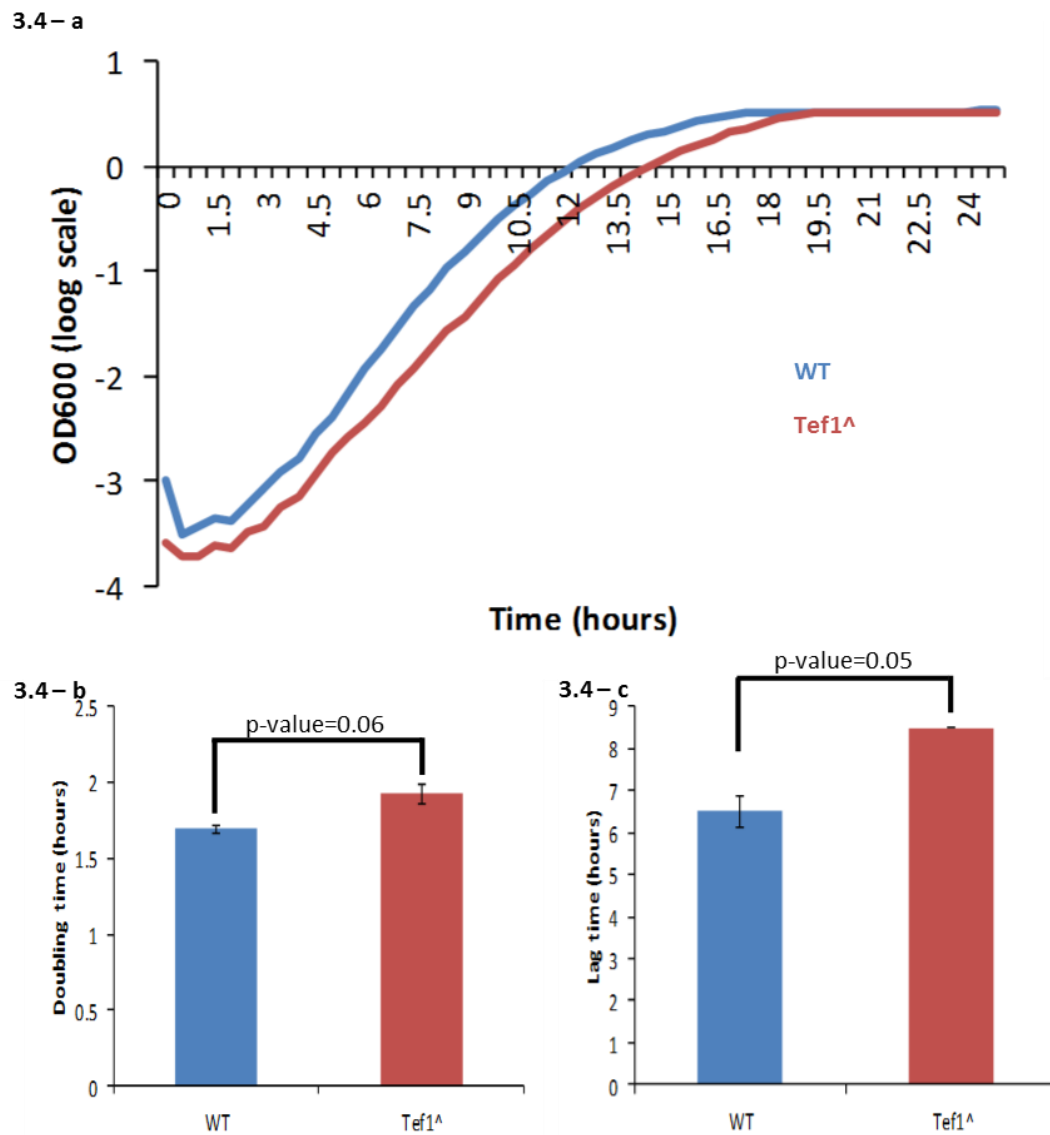 3.4 – a
1
0
-1
-2
-3
-4
OD600 (loog scale)
0
1.5
3
4.5
6
7.5
9
10.5
12
13.5
15
16.5
18
19.5
21
22.5
24
WT
Tef1^
Time (hours)
3.4 – b
p-value=0.06
2.5
2
1.5
1
0.5
0
Doubling time (hours)
WT
Tef1^
3.4 – c
p-value=0.05
9
8
7
6
5
4
3
2
1
0
Lag time (hours)
WT
Tef1^